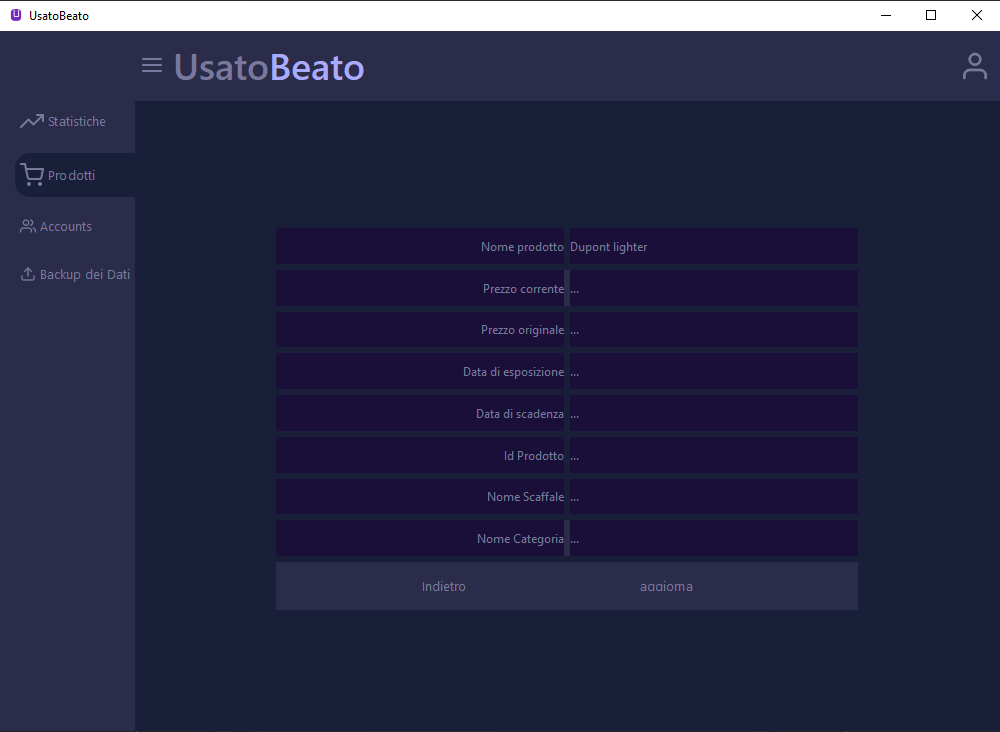 UsatoBeato
UsatoBeato
Statistiche
Prodotti
Accounts
Backup dei Dati
Nome prodotto Dupont lighter
Prezzo corrente ...
Prezzo originale ...
Data di esposizione ...
Data di scadenza ...
Id Prodotto ...
Nome Scaffale ...
Nome Categoria ...
Indietro aggiorna